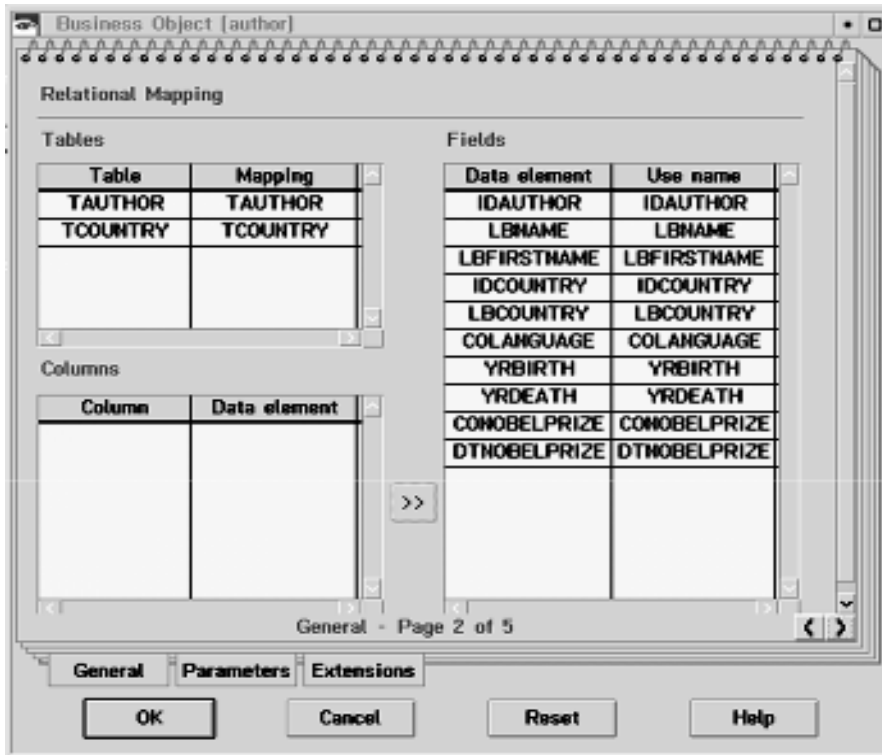 Business Object [author]
Relational Mapping
Tables
Table Mapping
TAUTHOR TAUTHOR
TCOUNTRY TCOUNTRY
Columns
Column Data element
>>
Fields
Data element Use name
IDAUTHOR IDAUTHOR
LBNAME LBNAME
LBFIRSTNAME LBFIRSTNAME
IDCOUNTRY IDCOUNTRY
LBCOUNTRY LBCOUNTRY
COLANGUAGE COLANGUAGE
YRBIRTH YRBIRTH
YRDEATH YRDEATH
CONOBELPRIZE CONOBELPRIZE
DTNOBELPRIZE DTNOBELPRIZE
General - Page 2 of 5
General Parameters Extensions
OK Cancel Reset Help